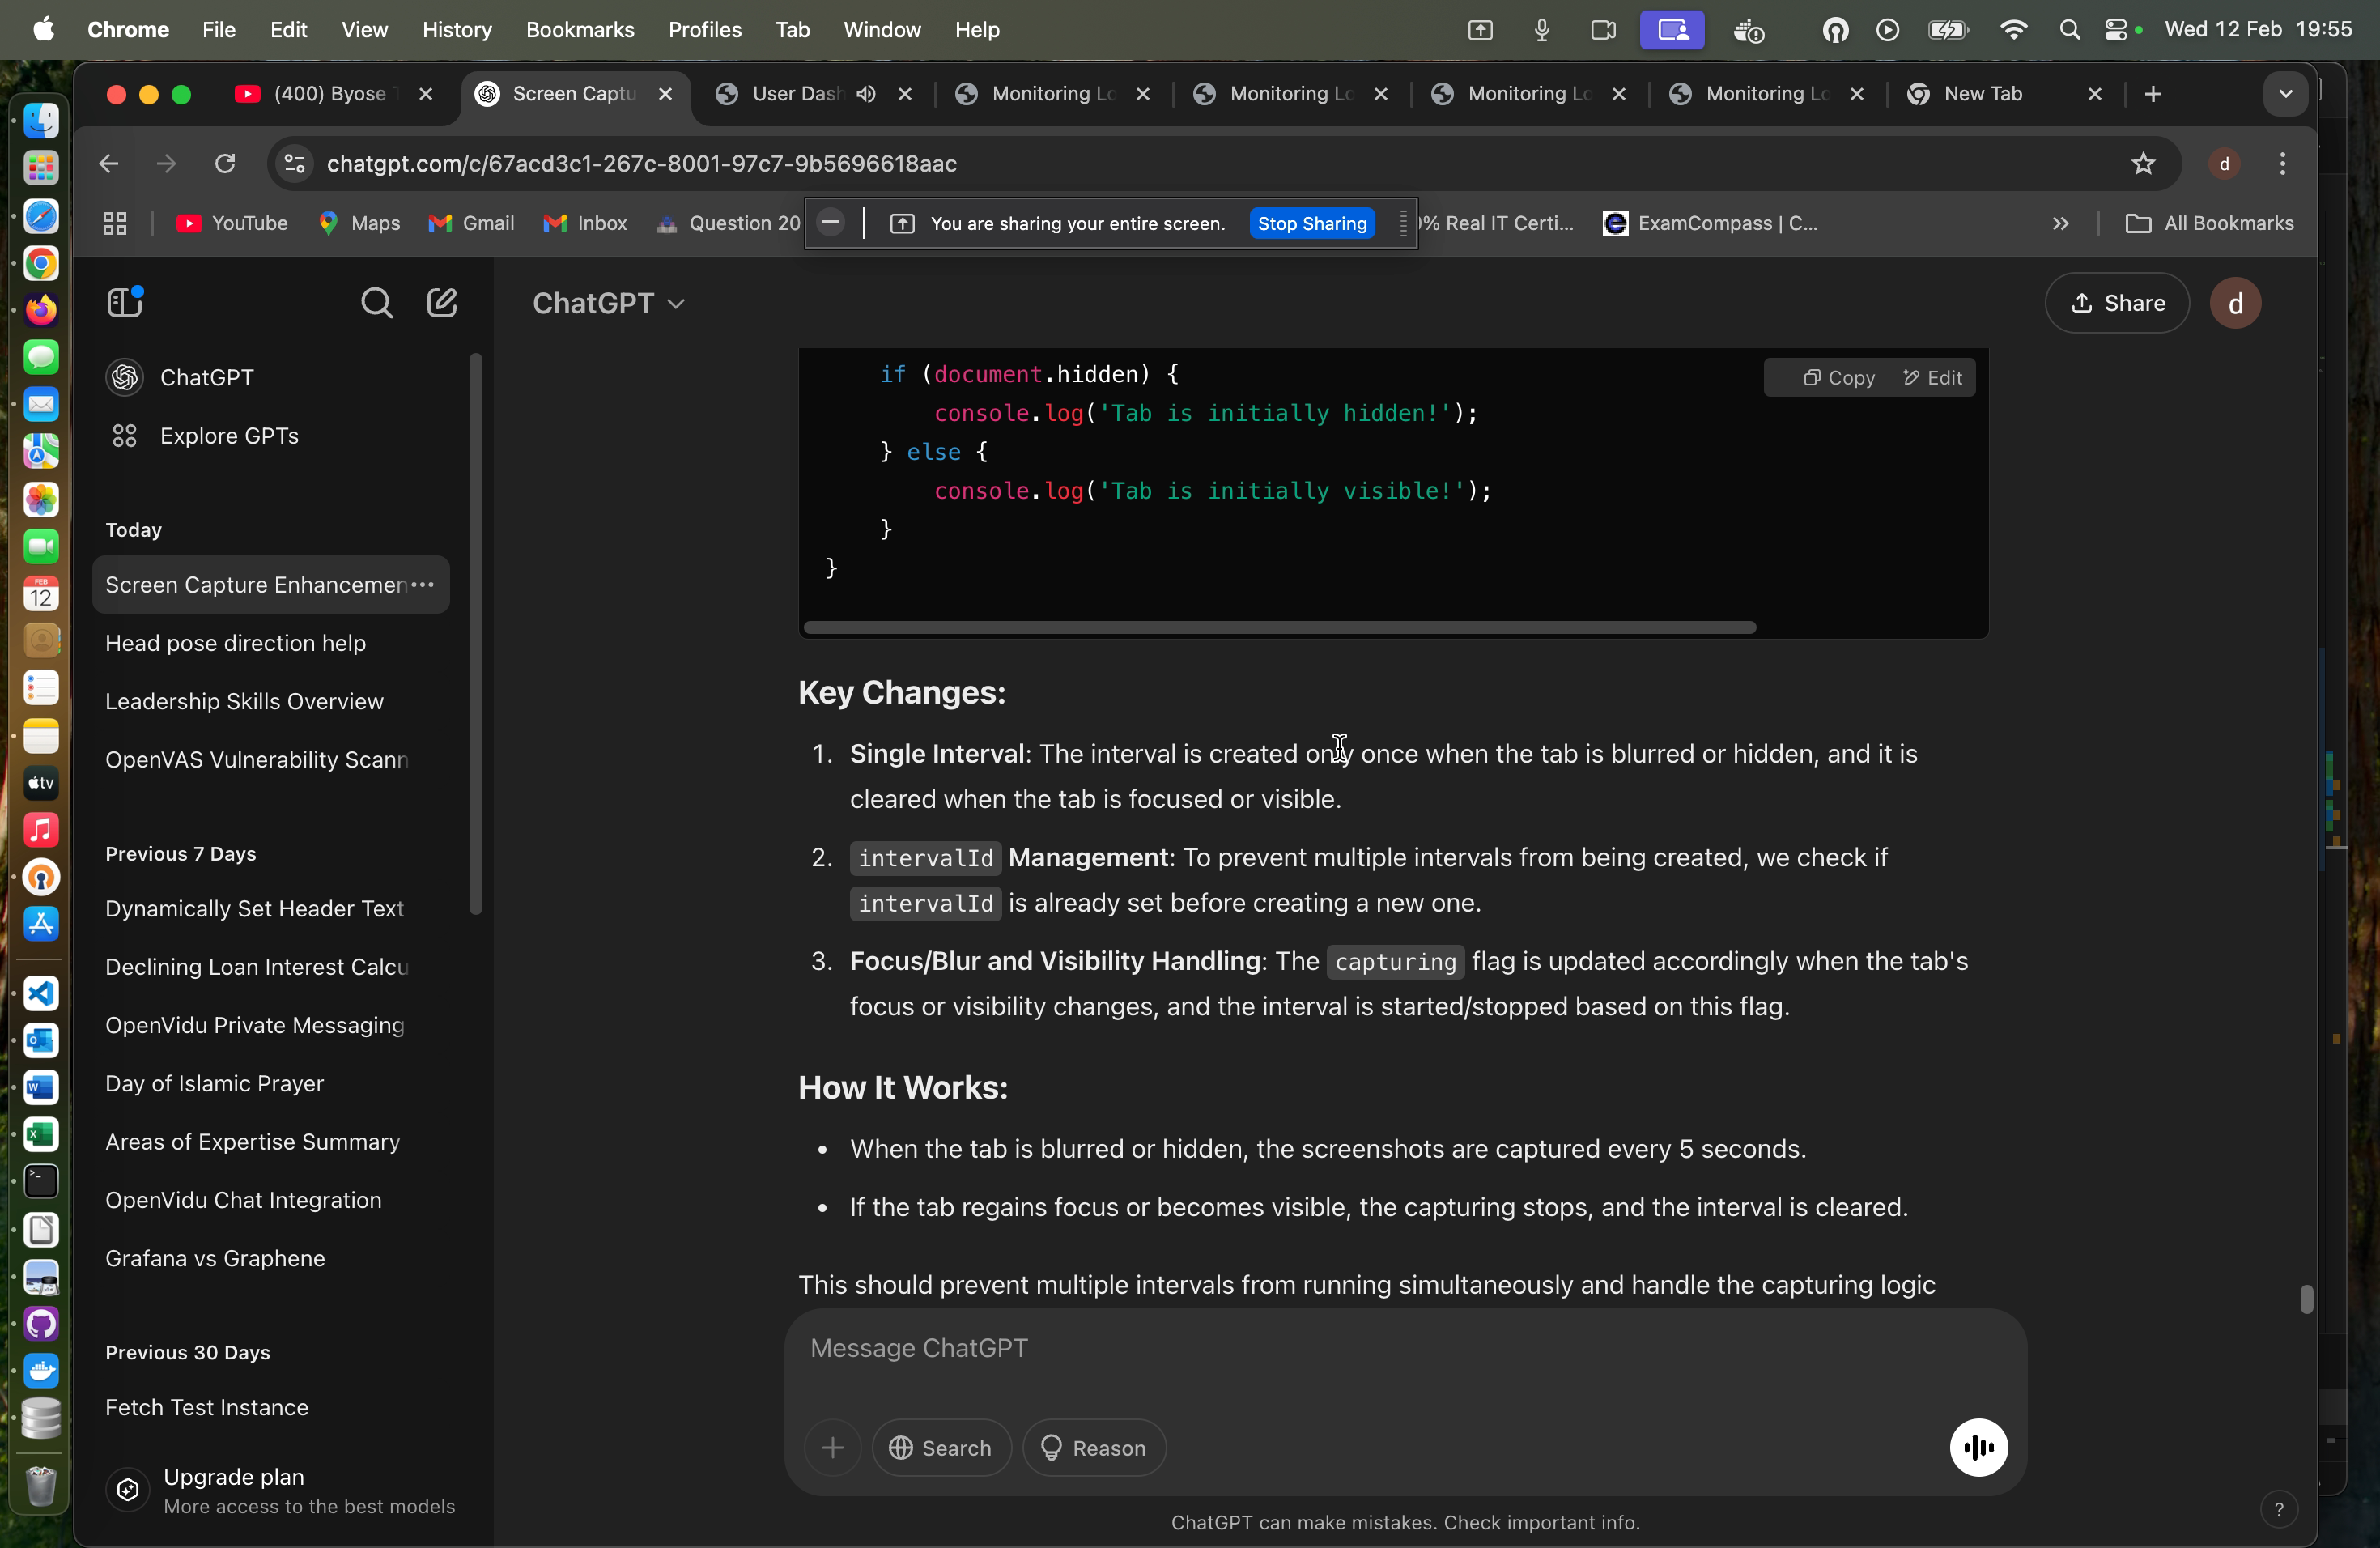 Chrome File Edit View History Bookmarks Profiles Tab Window Help Wed 12 Feb 19:55
(400) Byose Screen Captu User Dash Monitoring Lo Monitoring Lo Monitoring Lo Monitoring Lo New Tab
chatgpt.com/c/67acd3c1-267c-8001-97c7-9b5696618aac d
YouTube Maps Gmail Inbox Question 20 You are sharing your entire screen. Stop Sharing % Real IT Certi... ExamCompass | C... All Bookmarks
ChatGPT
Share
d
ChatGPT
Explore GPTs
Today
Screen Capture Enhancemen
Head pose direction help
Leadership Skills Overview
OpenVAS Vulnerability Scann
Previous 7 Days
Dynamically Set Header Text
Declining Loan Interest Calcu
OpenVidu Private Messaging
Day of Islamic Prayer
Areas of Expertise Summary
OpenVidu Chat Integration
Grafana vs Graphene
Previous 30 Days
Fetch Test Instance
Upgrade plan
More access to the best models
Copy Edit
if (document.hidden) {
console.log('Tab is initially hidden!');
} else {
console.log('Tab is initially visible!');
}
}
Key Changes:
1. Single Interval: The interval is created only once when the tab is blurred or hidden, and it is
cleared when the tab is focused or visible.
2. intervalId Management: To prevent multiple intervals from being created, we check if
intervalId is already set before creating a new one.
3. Focus/Blur and Visibility Handling: The capturing flag is updated accordingly when the tab's
focus or visibility changes, and the interval is started/stopped based on this flag.
How It Works:
• When the tab is blurred or hidden, the screenshots are captured every 5 seconds.
• If the tab regains focus or becomes visible, the capturing stops, and the interval is cleared.
This should prevent multiple intervals from running simultaneously and handle the capturing logic
Message ChatGPT
Search Reason
ChatGPT can make mistakes. Check important info.
?
FEB
12
tv